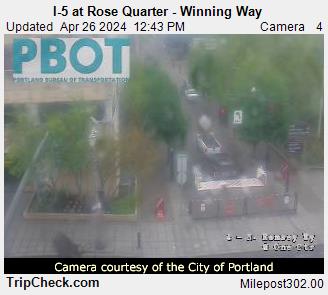 I-5 at Rose Quarter - Winning Way
Updated Apr 26 2024 12:43 PM Camera 4
PBOT
PORTLAND BUREAU OF TRANSPORTATION
Camera courtesy of the City of Portland
TripCheck.com Milepost302.00